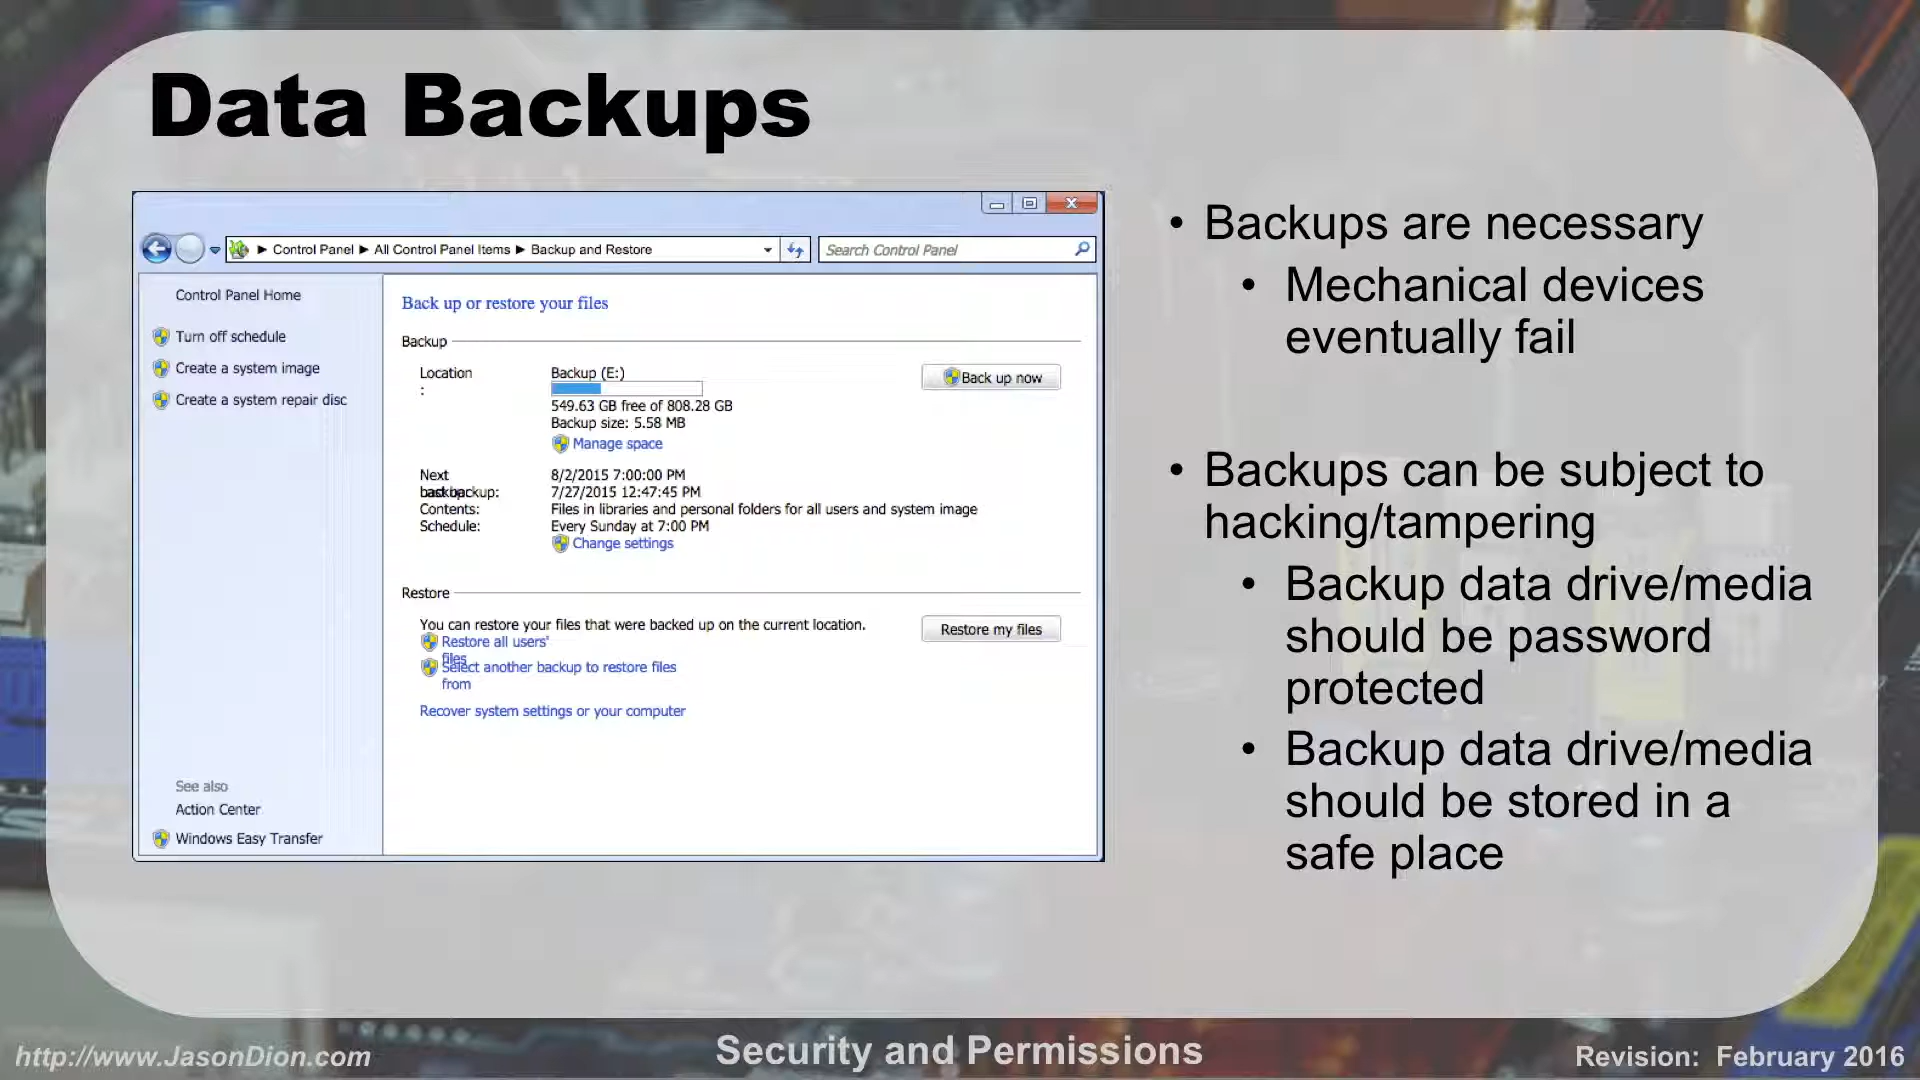 Data Backups
Control Panel ▶ All Control Panel Items ▶ Backup and Restore
Search Control Panel
Control Panel Home
Turn off schedule
Create a system image
Create a system repair disc
See also
Action Center
Windows Easy Transfer
Back up or restore your files
Backup
Location
:
Backup (E:)
549.63 GB free of 808.28 GB
Backup size: 5.58 MB
Manage space
Back up now
Next
8/2/2015 7:00:00 PM
backup:
7/27/2015 12:47:45 PM
Contents:
Files in libraries and personal folders for all users and system image
Schedule:
Every Sunday at 7:00 PM
Change settings
Restore
You can restore your files that were backed up on the current location.
Restore all users'
files
Select another backup to restore files
from
Recover system settings or your computer
Restore my files
• Backups are necessary
• Mechanical devices
eventually fail
• Backups can be subject to
hacking/tampering
• Backup data drive/media
should be password
protected
• Backup data drive/media
should be stored in a
safe place
http://www.JasonDion.com
Security and Permissions
Revision: February 2016